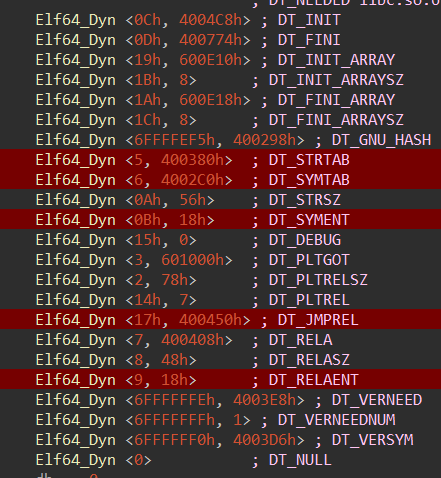 ; DT_NEEDED libc.so.6
Elf64_Dyn <0Ch, 4004C8h> ; DT_INIT
Elf64_Dyn <0Dh, 400774h> ; DT_FINI
Elf64_Dyn <19h, 600E10h> ; DT_INIT_ARRAY
Elf64_Dyn <1Bh, 8> ; DT_INIT_ARRAYSZ
Elf64_Dyn <1Ah, 600E18h> ; DT_FINI_ARRAY
Elf64_Dyn <1Ch, 8> ; DT_FINI_ARRAYSZ
Elf64_Dyn <6FFFFEF5h, 400298h> ; DT_GNU_HASH
Elf64_Dyn <5, 400380h> ; DT_STRTAB
Elf64_Dyn <6, 4002C0h> ; DT_SYMTAB
Elf64_Dyn <0Ah, 56h> ; DT_STRSZ
Elf64_Dyn <0Bh, 18h> ; DT_SYMENT
Elf64_Dyn <15h, 0> ; DT_DEBUG
Elf64_Dyn <3, 601000h> ; DT_PLTGOT
Elf64_Dyn <2, 78h> ; DT_PLTRELSZ
Elf64_Dyn <14h, 7> ; DT_PLTREL
Elf64_Dyn <17h, 400450h> ; DT_JMPREL
Elf64_Dyn <7, 400408h> ; DT_RELA
Elf64_Dyn <8, 48h> ; DT_RELASZ
Elf64_Dyn <9, 18h> ; DT_RELAENT
Elf64_Dyn <6FFFFFFEh, 4003E8h> ; DT_VERNEED
Elf64_Dyn <6FFFFFFFh, 1> ; DT_VERNEEDNUM
Elf64_Dyn <6FFFFFF0h, 4003D6h> ; DT_VERSYM
Elf64_Dyn <0> ; DT_NULL